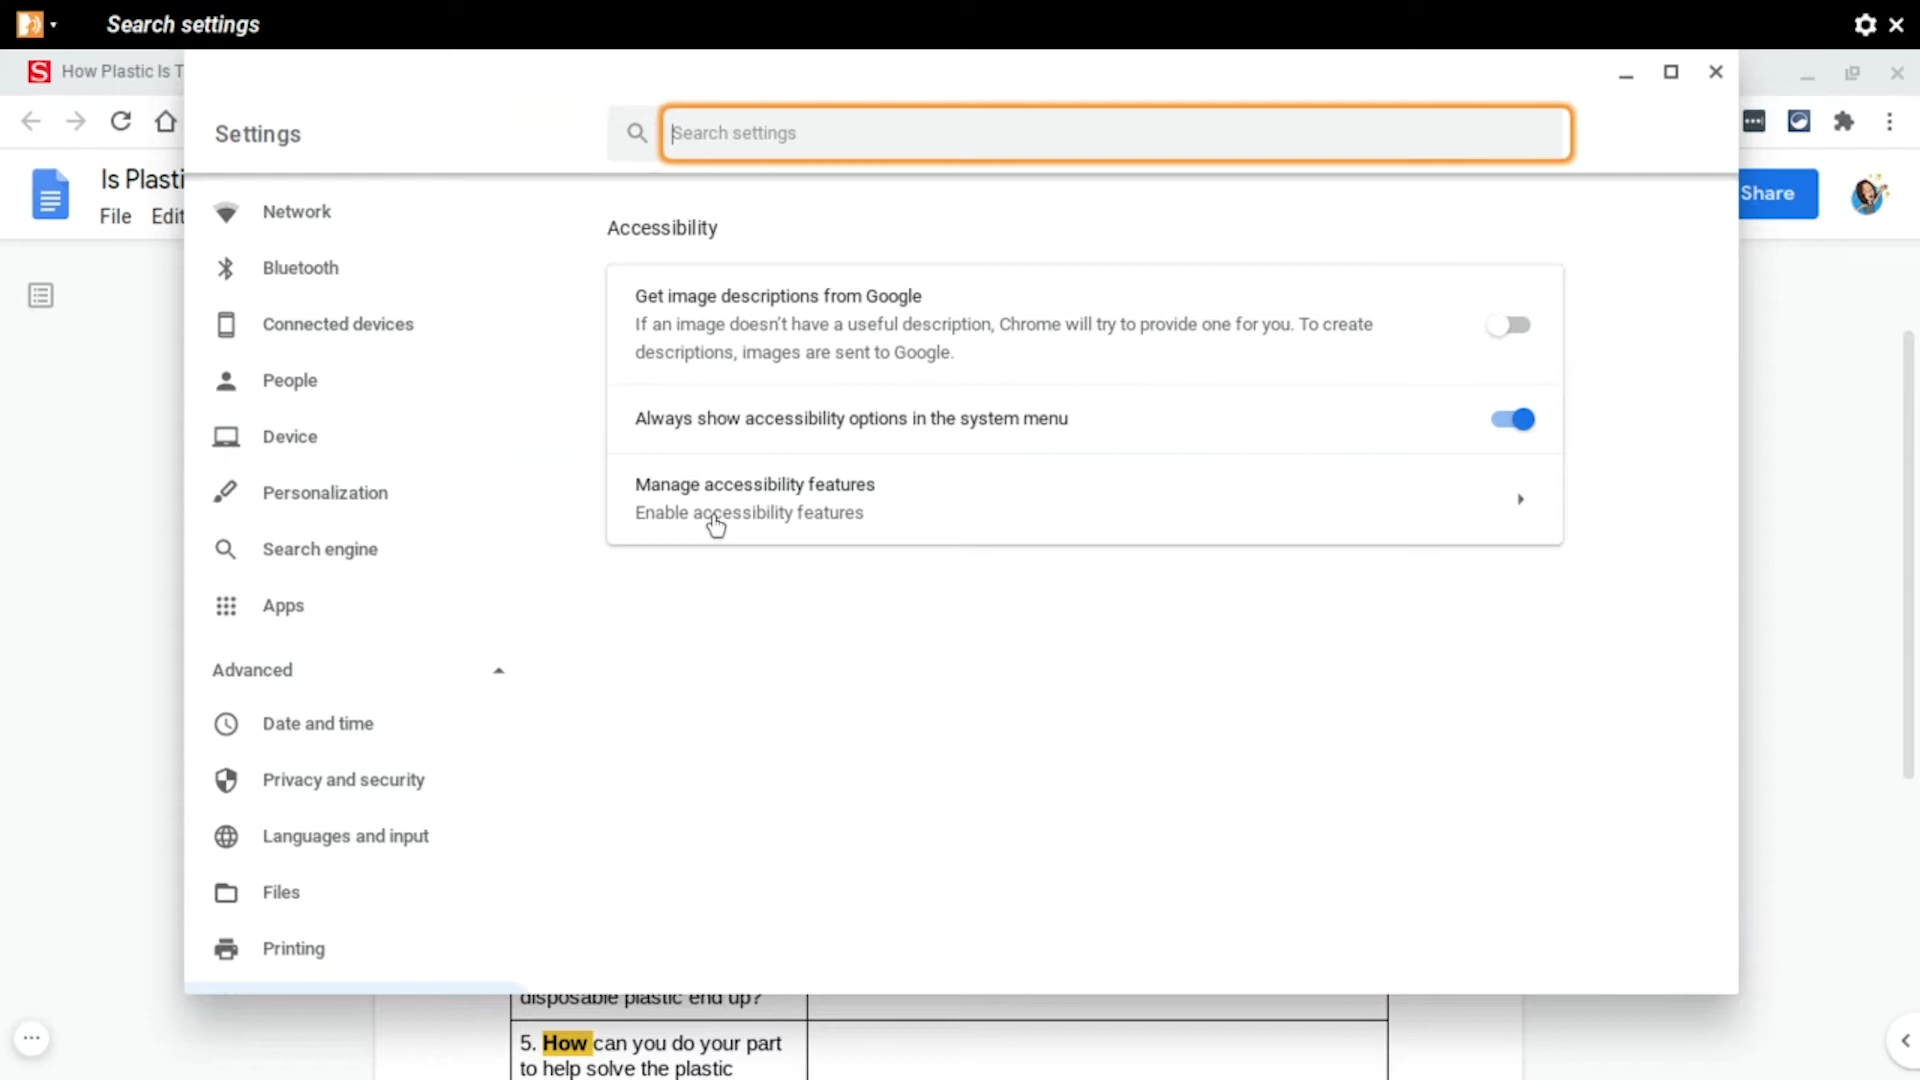 Search settings
S How Plastic Is T
Settings
Search settings
Share
Is Plasti
File Edit
Network
Bluetooth
Connected devices
People
Device
Personalization
Search engine
Apps
Advanced
Date and time
Privacy and security
Languages and input
Files
Printing
Accessibility
Get image descriptions from Google
If an image doesn't have a useful description, Chrome will try to provide one for you. To create
descriptions, images are sent to Google.
Always show accessibility options in the system menu
Manage accessibility features
Enable accessibility features
disposable plastic end up?
5. How can you do your part
to help solve the plastic